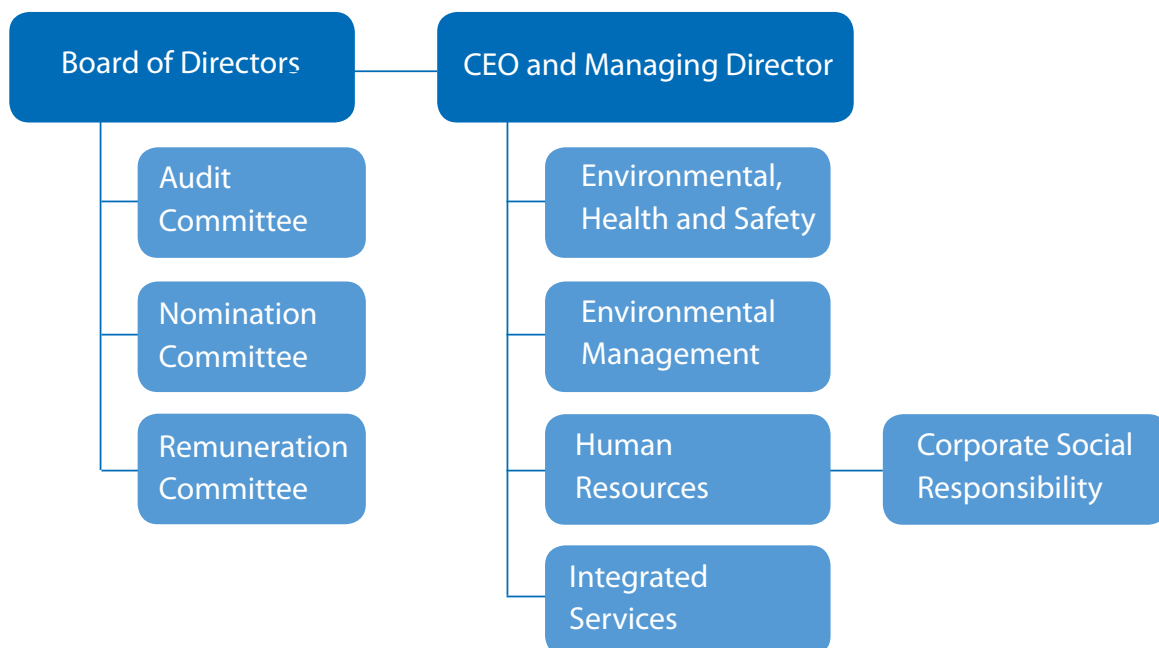 Board of Directors
CEO and Managing Director
Audit
Committee
Environmental,
Health and Safety
Nomination
Committee
Environmental
Management
Remuneration
Committee
Human
Resources
Corporate Social
Responsibility
Integrated
Services